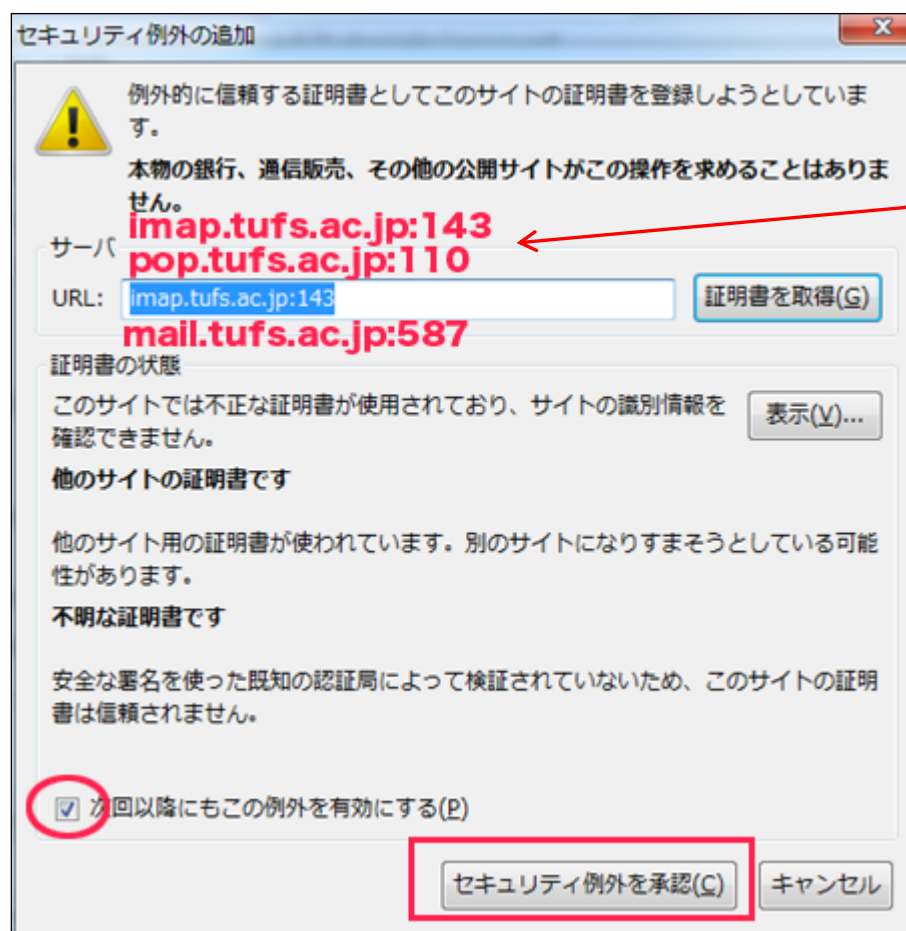 セキュリティ例外の追加
例外的に信頼する証明書としてこのサイトの証明書を登録しようとしていま
す。
本物の銀行、通信販売、その他の公開サイトがこの操作を求めることはありま
せん。
imap.tufs.ac.jp:143
サーバ
pop.tufs.ac.jp:110
URL: imap.tufs.ac.jp:143 証明書を取得(G)
mail.tufs.ac.jp:587
証明書の状態
このサイトでは不正な証明書が使用されており、サイトの識別情報を 表示(V)...
確認できません。
他のサイトの証明書です
他のサイト用の証明書が使われています。別のサイトになりすまそうとしている可能
性があります。
不明な証明書です
安全な署名を使った既知の認証局によって検証されていないため、このサイトの証明
書は信頼されません。
次回以降にもこの例外を有効にする(P)
セキュリティ例外を承認(C) キャンセル